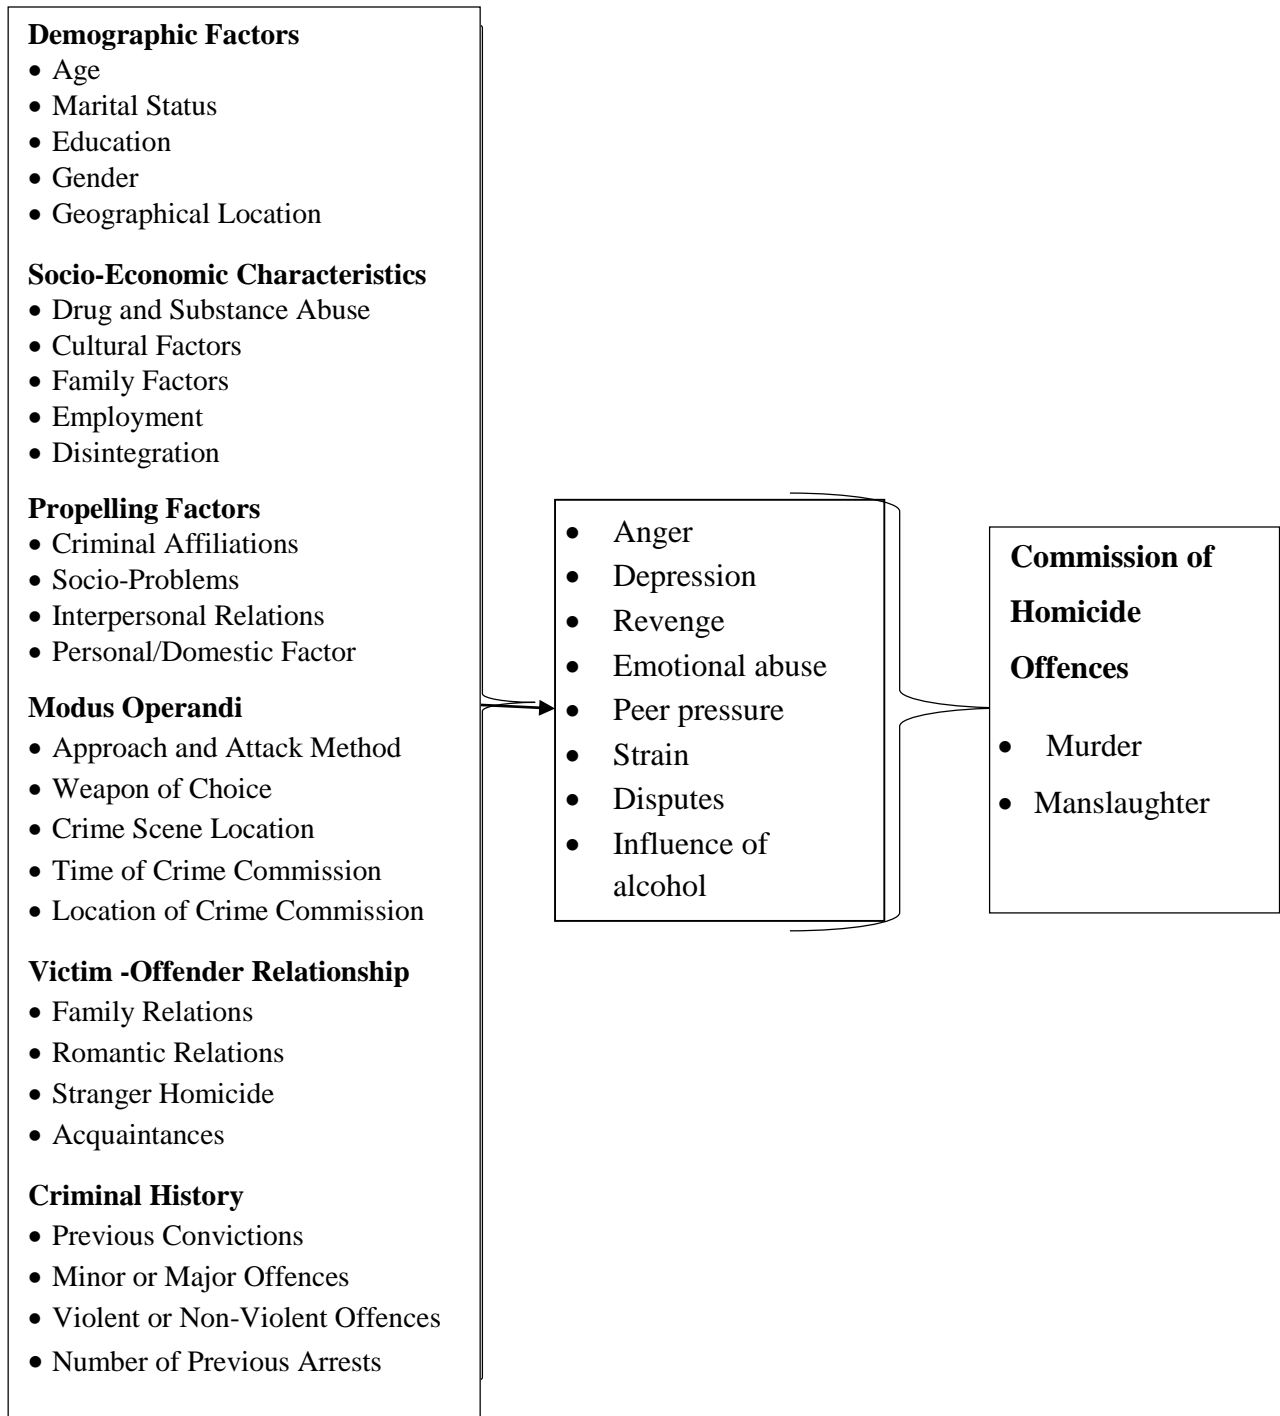 Demographic Factors
• Age
• Marital Status
• Education
• Gender
• Geographical Location
Socio-Economic Characteristics
• Drug and Substance Abuse
• Cultural Factors
• Family Factors
• Employment
• Disintegration
Propelling Factors
• Criminal Affiliations
• Socio-Problems
• Interpersonal Relations
• Personal/Domestic Factor
Modus Operandi
• Approach and Attack Method
• Weapon of Choice
• Crime Scene Location
• Time of Crime Commission
• Location of Crime Commission
Victim -Offender Relationship
• Family Relations
• Romantic Relations
• Stranger Homicide
• Acquaintances
Criminal History
• Previous Convictions
• Minor or Major Offences
• Violent or Non-Violent Offences
• Number of Previous Arrests
• Anger
• Depression
• Revenge
• Emotional abuse
• Peer pressure
• Strain
• Disputes
• Influence of
alcohol
Commission of
Homicide
Offences
• Murder
• Manslaughter